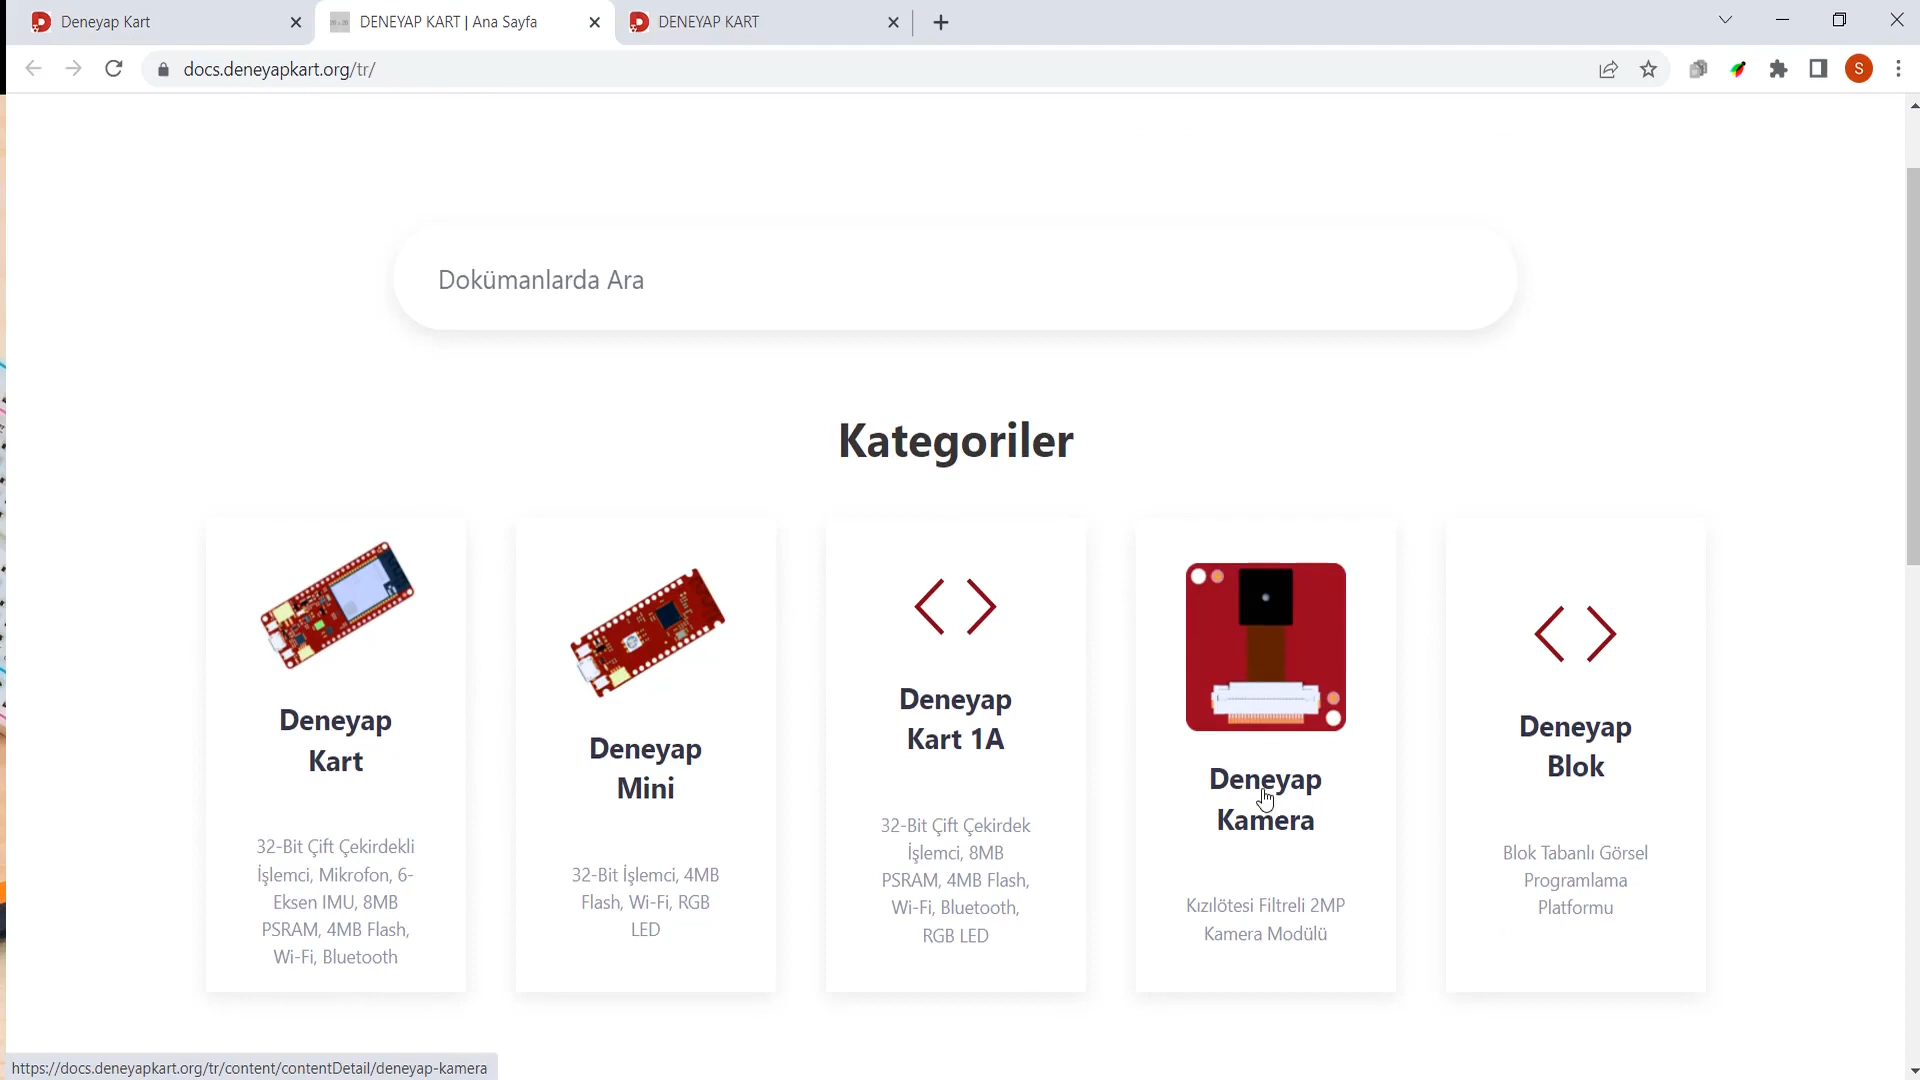 Deneyap Kart
DENEYAP KART | Ana Sayfa
DENEYAP KART
docs.deneyapkart.org/tr/
S
Dokümanlarda Ara
Kategoriler
Deneyap
Kart
32-Bit Çift Çekirdekli
İşlemci, Mikrofon, 6-
Eksen IMU, 8MB
PSRAM, 4MB Flash,
Wi-Fi, Bluetooth
Deneyap
Mini
32-Bit İşlemci, 4MB
Flash, Wi-Fi, RGB
LED
Deneyap
Kart 1A
32-Bit Çift Çekirdek
İşlemci, 8MB
PSRAM, 4MB Flash,
Wi-Fi, Bluetooth,
RGB LED
Deneyap
Kamera
Kızılötesi Filtreli 2MP
Kamera Modülü
Deneyap
Blok
Blok Tabanlı Görsel
Programlama
Platformu
https://docs.deneyapkart.org/tr/content/contentDetail/deneyap-kamera